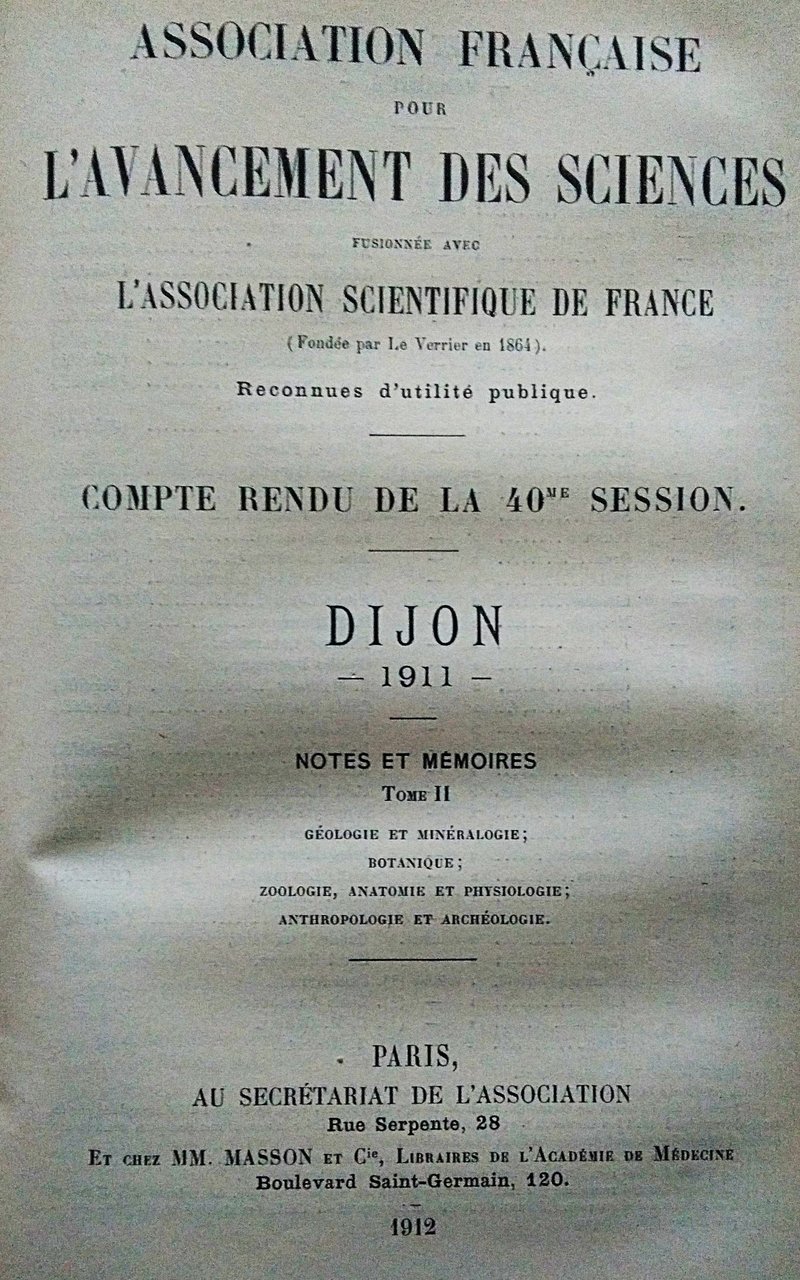 ASSOCIATION FRANÇAISE
POUR
L'AVANCEMENT DES SCIENCES
FUSIONNÉE AVEC
L'ASSOCIATION SCIENTIFIQUE DE FRANCE
(Fondée par Le Verrier en 1864).
Reconnues d'utilité publique.
COMPTE RENDU DE LA 40ME SESSION.
DIJON
— 1911 —
NOTES ET MÉMOIRES
TOME II
GÉOLOGIE ET MINÉRALOGIE;
BOTANIQUE;
ZOOLOGIE, ANATOMIE ET PHYSIOLOGIE;
ANTHROPOLOGIE ET ARCHÉOLOGIE.
PARIS,
AU SECRÉTARIAT DE L'ASSOCIATION
Rue Serpente, 28
ET CHEZ MM. MASSON ET Cie, LIBRAIRES DE L'ACADÉMIE DE MÉDECINE
Boulevard Saint-Germain, 120.
1912